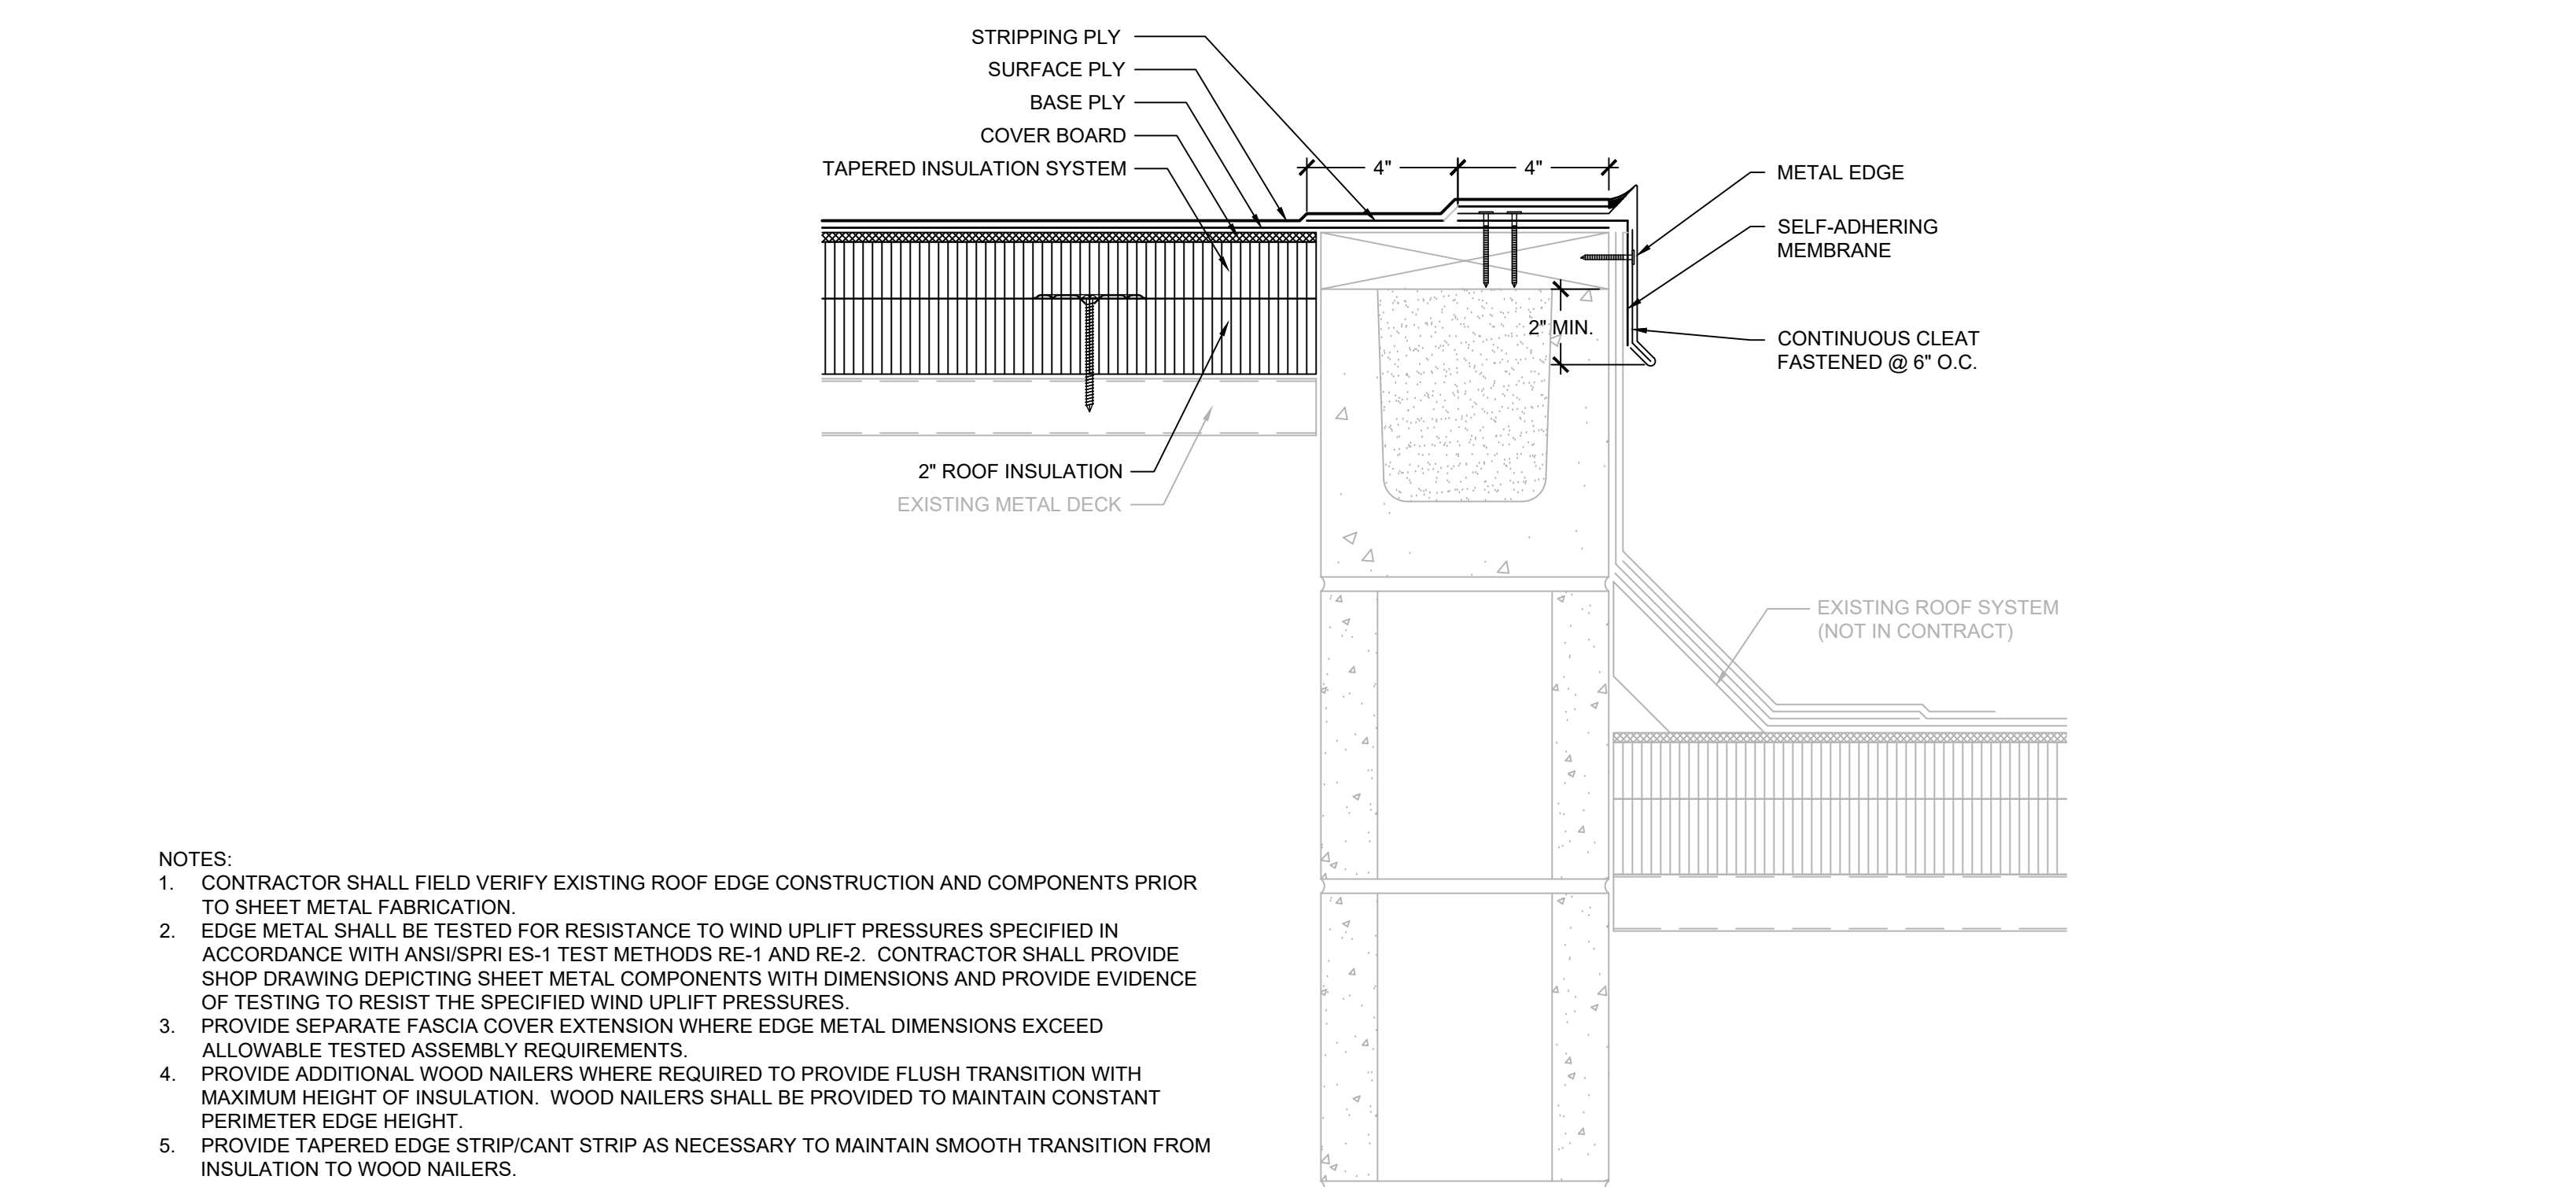 STRIPPING PLY
SURFACE PLY
BASE PLY
COVER BOARD
TAPERED INSULATION SYSTEM
4"
4"
METAL EDGE
SELF-ADHERING
MEMBRANE
2" MIN.
CONTINUOUS CLEAT
FASTENED @ 6" O.C.
2" ROOF INSULATION
EXISTING METAL DECK
EXISTING ROOF SYSTEM
(NOT IN CONTRACT)
NOTES:
1. CONTRACTOR SHALL FIELD VERIFY EXISTING ROOF EDGE CONSTRUCTION AND COMPONENTS PRIOR
TO SHEET METAL FABRICATION.
2. EDGE METAL SHALL BE TESTED FOR RESISTANCE TO WIND UPLIFT PRESSURES SPECIFIED IN
ACCORDANCE WITH ANSI/SPRI ES-1 TEST METHODS RE-1 AND RE-2. CONTRACTOR SHALL PROVIDE
SHOP DRAWING DEPICTING SHEET METAL COMPONENTS WITH DIMENSIONS AND PROVIDE EVIDENCE
OF TESTING TO RESIST THE SPECIFIED WIND UPLIFT PRESSURES.
3. PROVIDE SEPARATE FASCIA COVER EXTENSION WHERE EDGE METAL DIMENSIONS EXCEED
ALLOWABLE TESTED ASSEMBLY REQUIREMENTS.
4. PROVIDE ADDITIONAL WOOD NAILERS WHERE REQUIRED TO PROVIDE FLUSH TRANSITION WITH
MAXIMUM HEIGHT OF INSULATION. WOOD NAILERS SHALL BE PROVIDED TO MAINTAIN CONSTANT
PERIMETER EDGE HEIGHT.
5. PROVIDE TAPERED EDGE STRIP/CANT STRIP AS NECESSARY TO MAINTAIN SMOOTH TRANSITION FROM
INSULATION TO WOOD NAILERS.